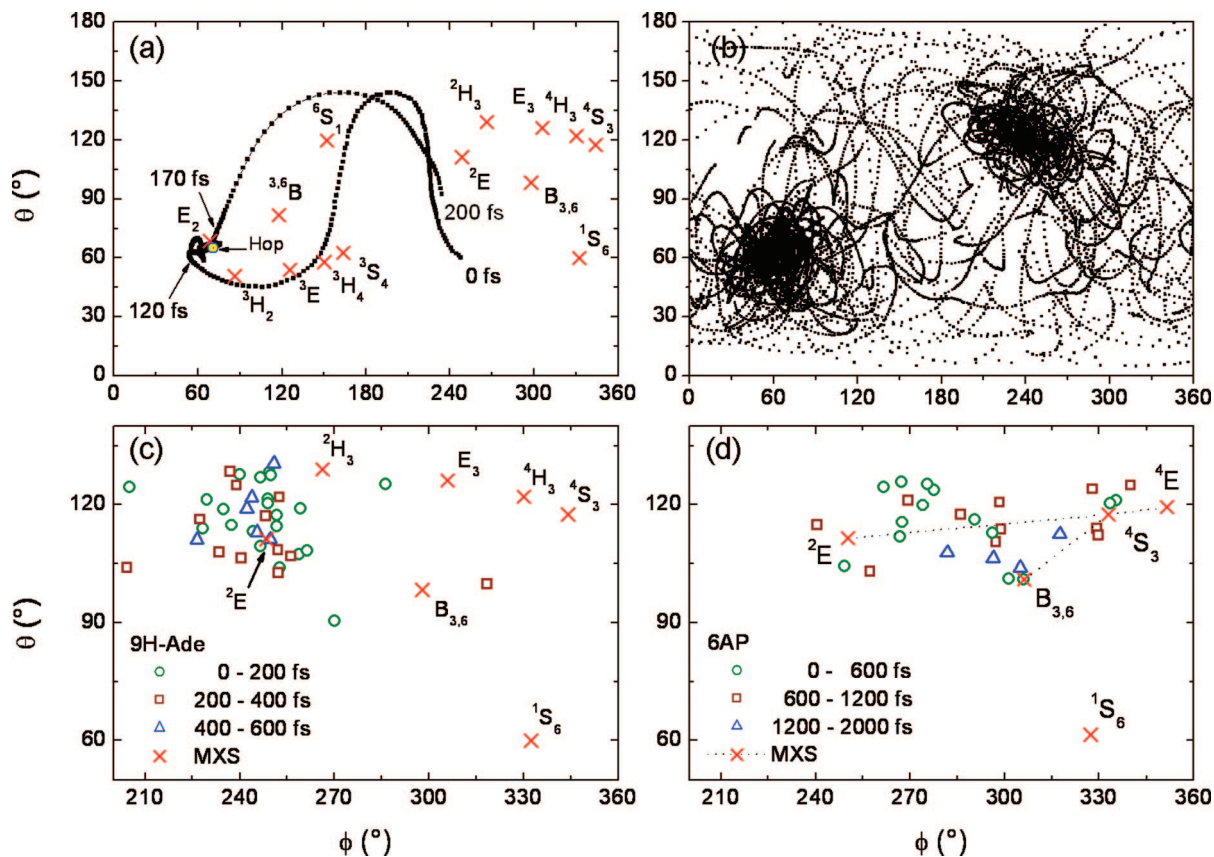 (a)
180
150
120
90
60
30
0
θ (°)
0 60 120 180 240 300 360
⁶S₁
²H₃
E₃
⁴H₃
⁴S₃
²E
B₃,₆
¹S₆
³,⁶B
170 fs
E₂
Hop
200 fs
0 fs
120 fs
³H₂
³E
³H₄
³S₄
(b)
180
150
120
90
60
30
0
0 60 120 180 240 300 360
(c)
120
90
60
θ (°)
²H₃
E₃
⁴H₃
⁴S₃
²E
B₃,₆
¹S₆
9H-Ade
0 - 200 fs
200 - 400 fs
400 - 600 fs
MXS
210 240 270 300 330 360
ϕ (°)
(d)
120
90
60
θ (°)
⁴E
²E
⁴S₃
B₃,₆
¹S₆
6AP
0 - 600 fs
600 - 1200 fs
1200 - 2000 fs
MXS
210 240 270 300 330 360
ϕ (°)